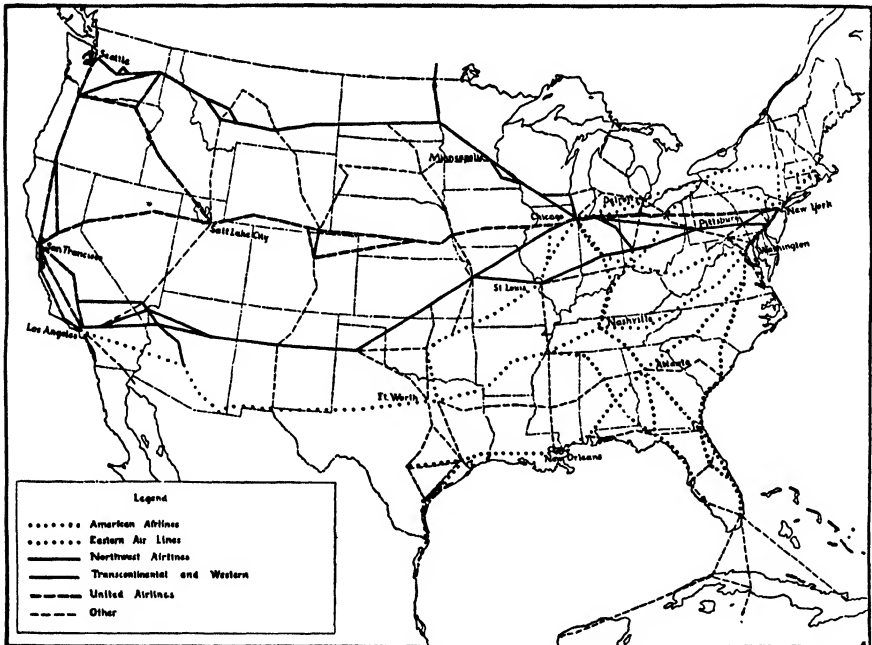 Seattle
Minneapolis
Detroit
Chicago
New York
Pittsburg
Salt Lake City
Washington
San Francisco
St Louis
Nashville
Los Angeles
Atlanta
Ft. Worth
New Orleans
Legend
American Airlines
Eastern Air Lines
Northwest Airlines
Transcontinental and Western
United Airlines
Other